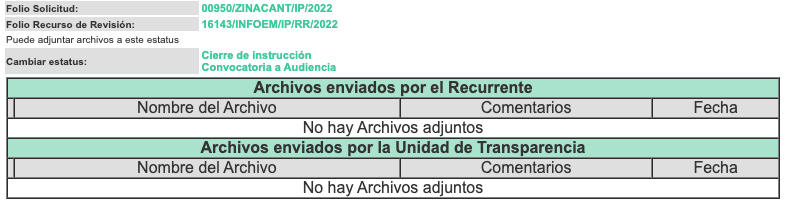 Folio Solicitud: 00950/ZINACANT/IP/2022
Folio Recurso de Revisión: 16143/INFOEM/IP/RR/2022
Puede adjuntar archivos a este estatus
Cambiar estatus: Cierre de instrucción
Convocatoria a Audiencia
Archivos enviados por el Recurrente
Nombre del Archivo Comentarios Fecha
No hay Archivos adjuntos
Archivos enviados por la Unidad de Transparencia
Nombre del Archivo Comentarios Fecha
No hay Archivos adjuntos